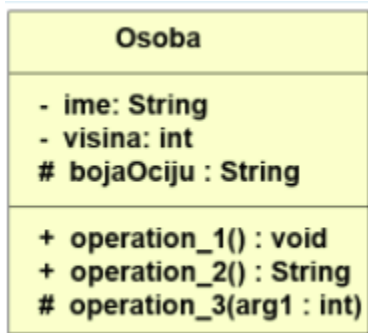 Osoba
- ime: String
- visina: int
# bojaOciju : String
+ operation_1() : void
+ operation_2() : String
# operation_3(arg1 : int)